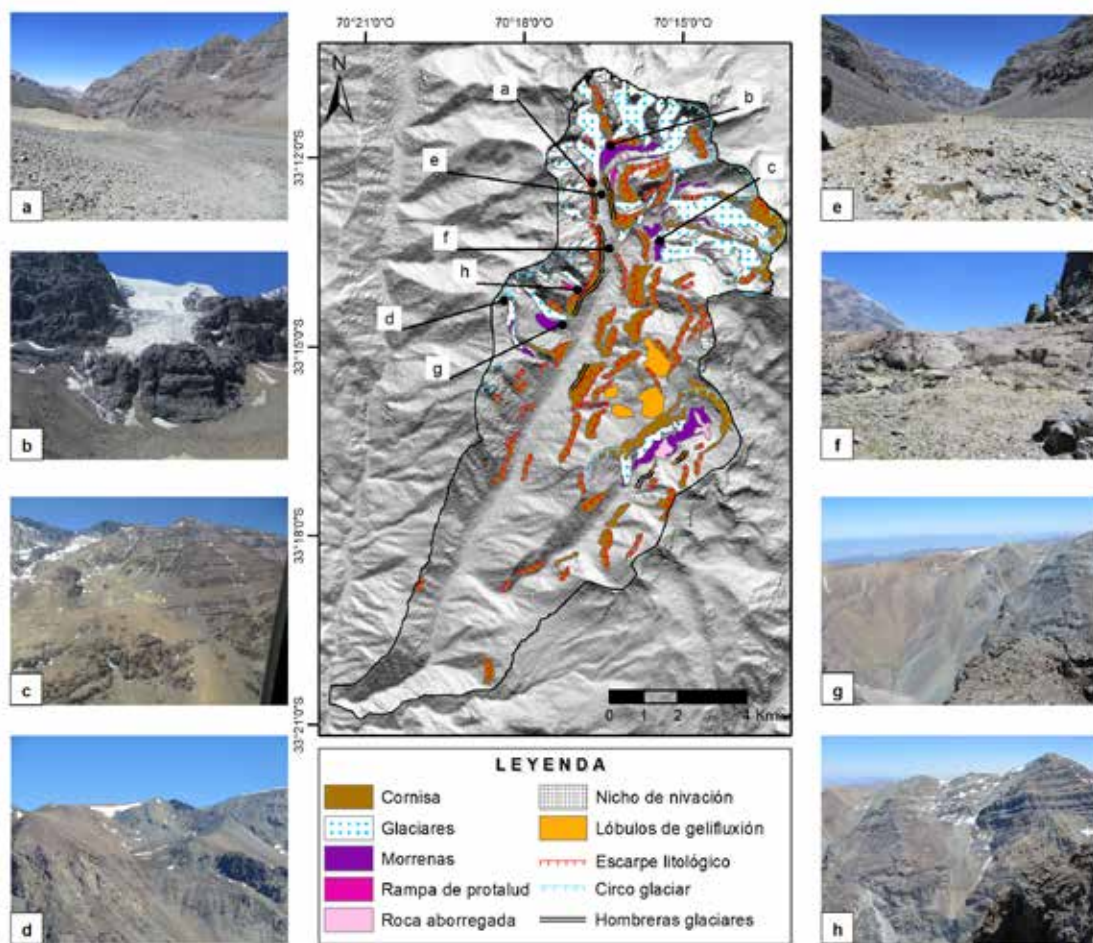 70°21'0"O
70°18'0"O
70°15'0"O
33°12'0"S
33°15'0"S
33°18'0"S
33°21'0"S
N
a
b
c
d
e
f
g
h
a
b
c
d
e
f
g
h
0 1 2 4 Km
LEYENDA
Cornisa
Glaciares
Morrenas
Rampa de protalud
Roca aborregada
Nicho de nivación
Lóbulos de gelifluxión
Escarpe litológico
Circo glaciar
Hombreras glaciares